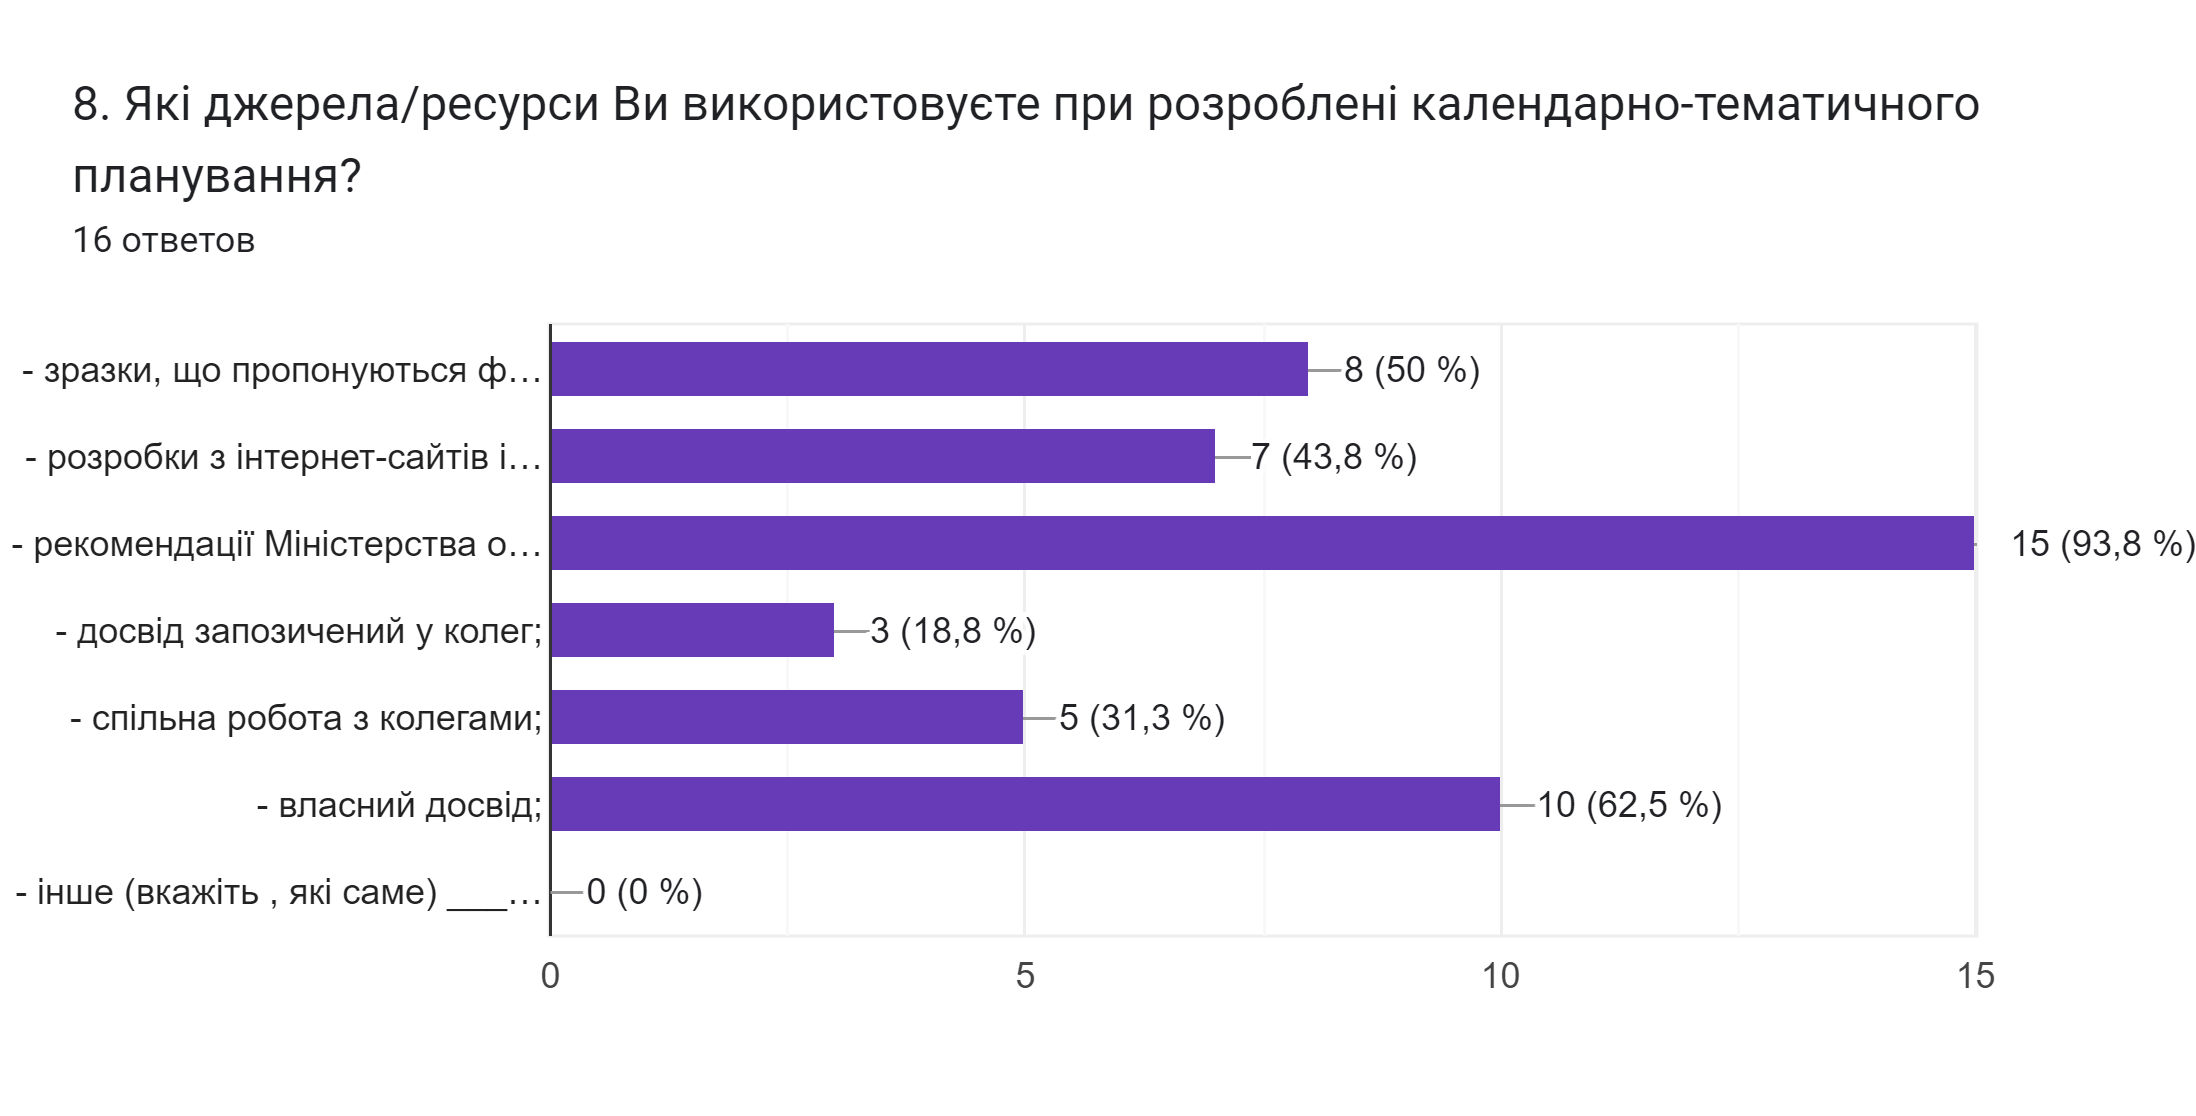 8. Які джерела/ресурси Ви використовуєте при розроблені календарно-тематичного
планування?
16 ответов
- зразки, що пропонуються ф…
8 (50 %)
- розробки з інтернет-сайтів і…
7 (43,8 %)
- рекомендації Міністерства о…
15 (93,8 %)
- досвід запозичений у колег;
3 (18,8 %)
- спільна робота з колегами;
5 (31,3 %)
- власний досвід;
10 (62,5 %)
- інше (вкажіть , які саме) ___…
0 (0 %)
0 5 10 15